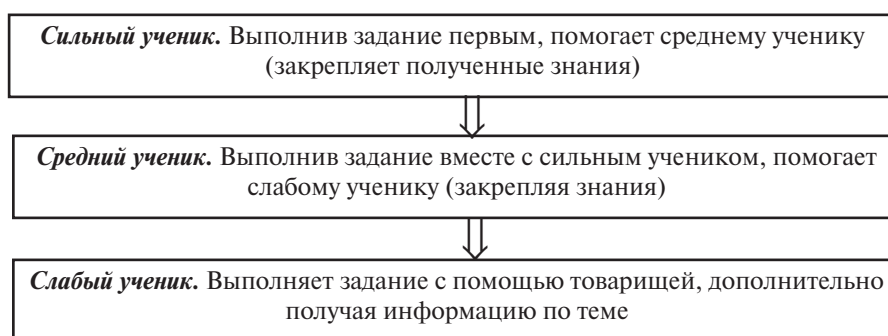 Сильный ученик. Выполнив задание первым, помогает среднему ученику
(закрепляет полученные знания)
Средний ученик. Выполнив задание вместе с сильным учеником, помогает
слабому ученику (закрепляя знания)
Слабый ученик. Выполняет задание с помощью товарищей, дополнительно
получая информацию по теме